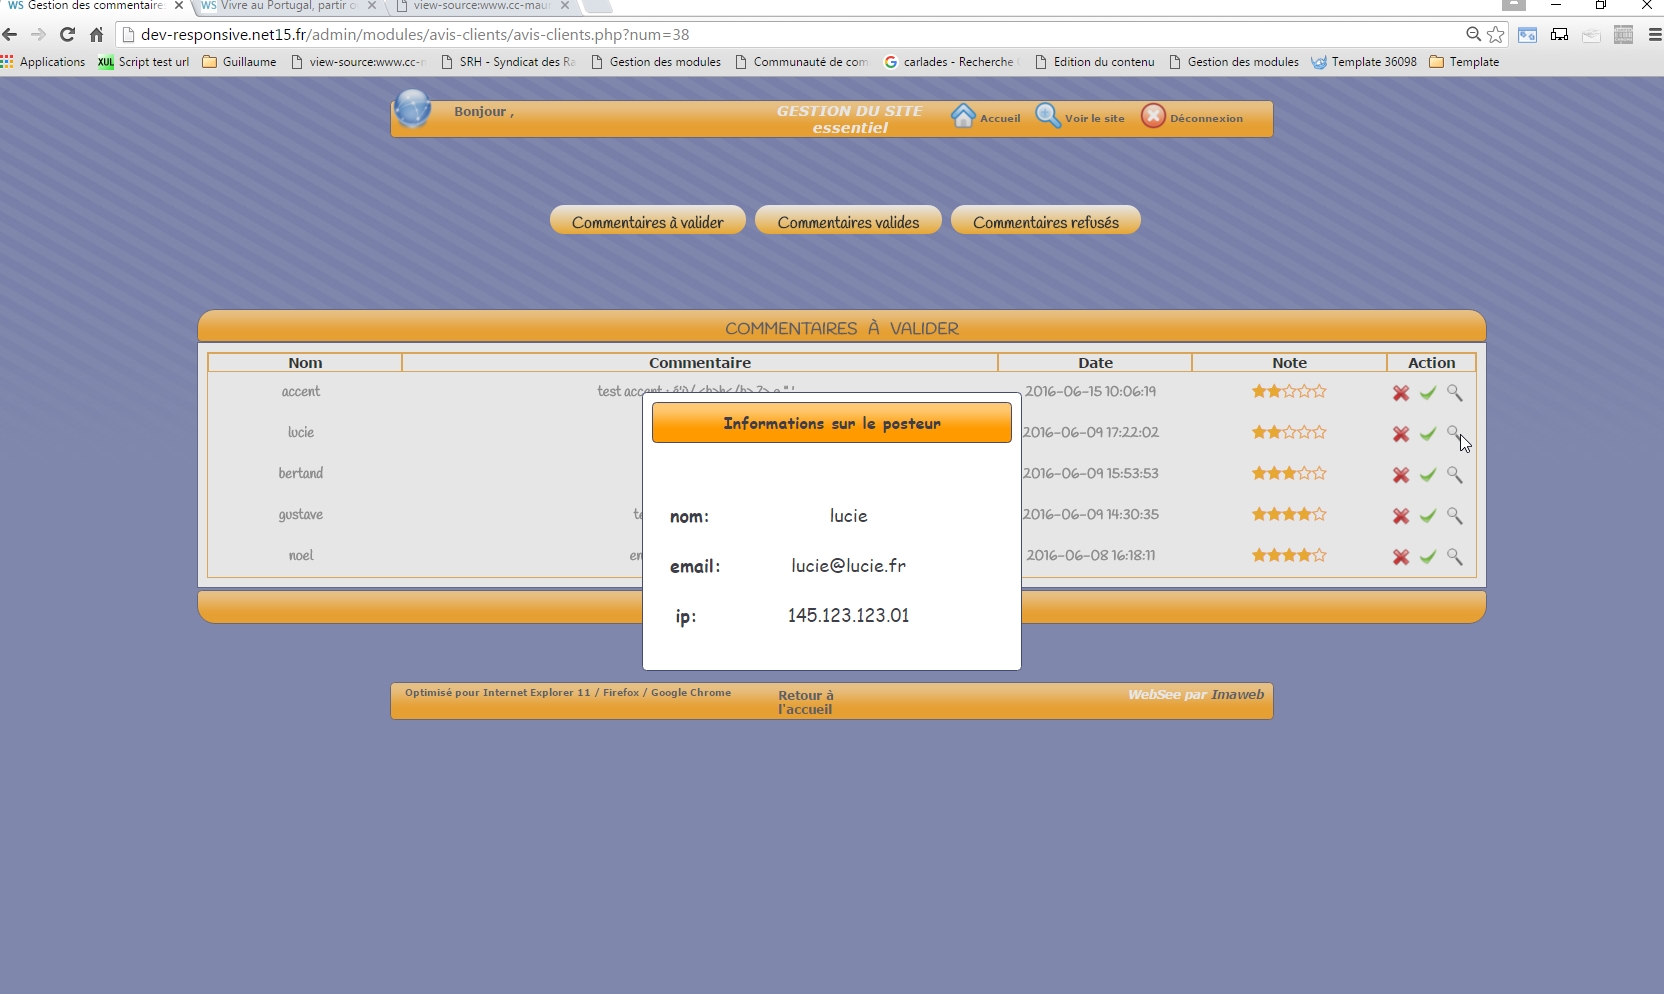 WS Gestion des commentaire
WS Vivre au Portugal, partir o
view-source:www.cc-mau
dev-responsive.net15.fr/admin/modules/avis-clients/avis-clients.php?num=38
Applications XUL Script test url Guillaume view-source:www.cc- SRH - Syndicat des Ra Gestion des modules Communauté de com carlades - Recherche Edition du contenu Gestion des modules Template 36098 Template
Bonjour ,
GESTION DU SITE
essentiel
Accueil Voir le site Déconnexion
Commentaires à valider Commentaires valides Commentaires refusés
COMMENTAIRES À VALIDER
Nom Commentaire Date Note Action
accent test accent 2016-06-15 10:06:19
lucie 2016-06-09 17:22:02
bertand 2016-06-09 15:53:53
gustave 2016-06-09 14:30:35
noel 2016-06-08 16:18:11
Informations sur le posteur
nom: lucie
email: lucie@lucie.fr
ip: 145.123.123.01
Optimisé pour Internet Explorer 11 / Firefox / Google Chrome
Retour à
l'accueil
WebSee par Imaweb